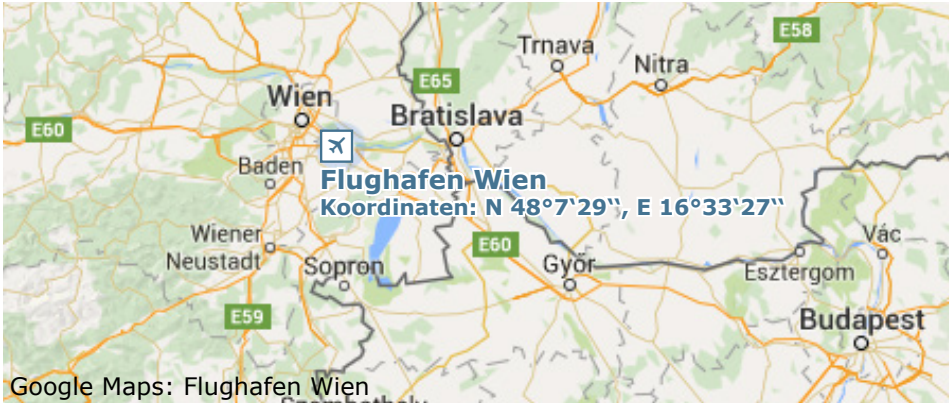 E58
Trnava
Nitra
E65
Wien
Bratislava
E60
Baden
Flughafen Wien
Koordinaten: N 48°7‘29“, E 16°33‘27“
Wiener
Neustadt
E60
Vác
Sopron
Győr
Esztergom
E59
Budapest
Google Maps: Flughafen Wien